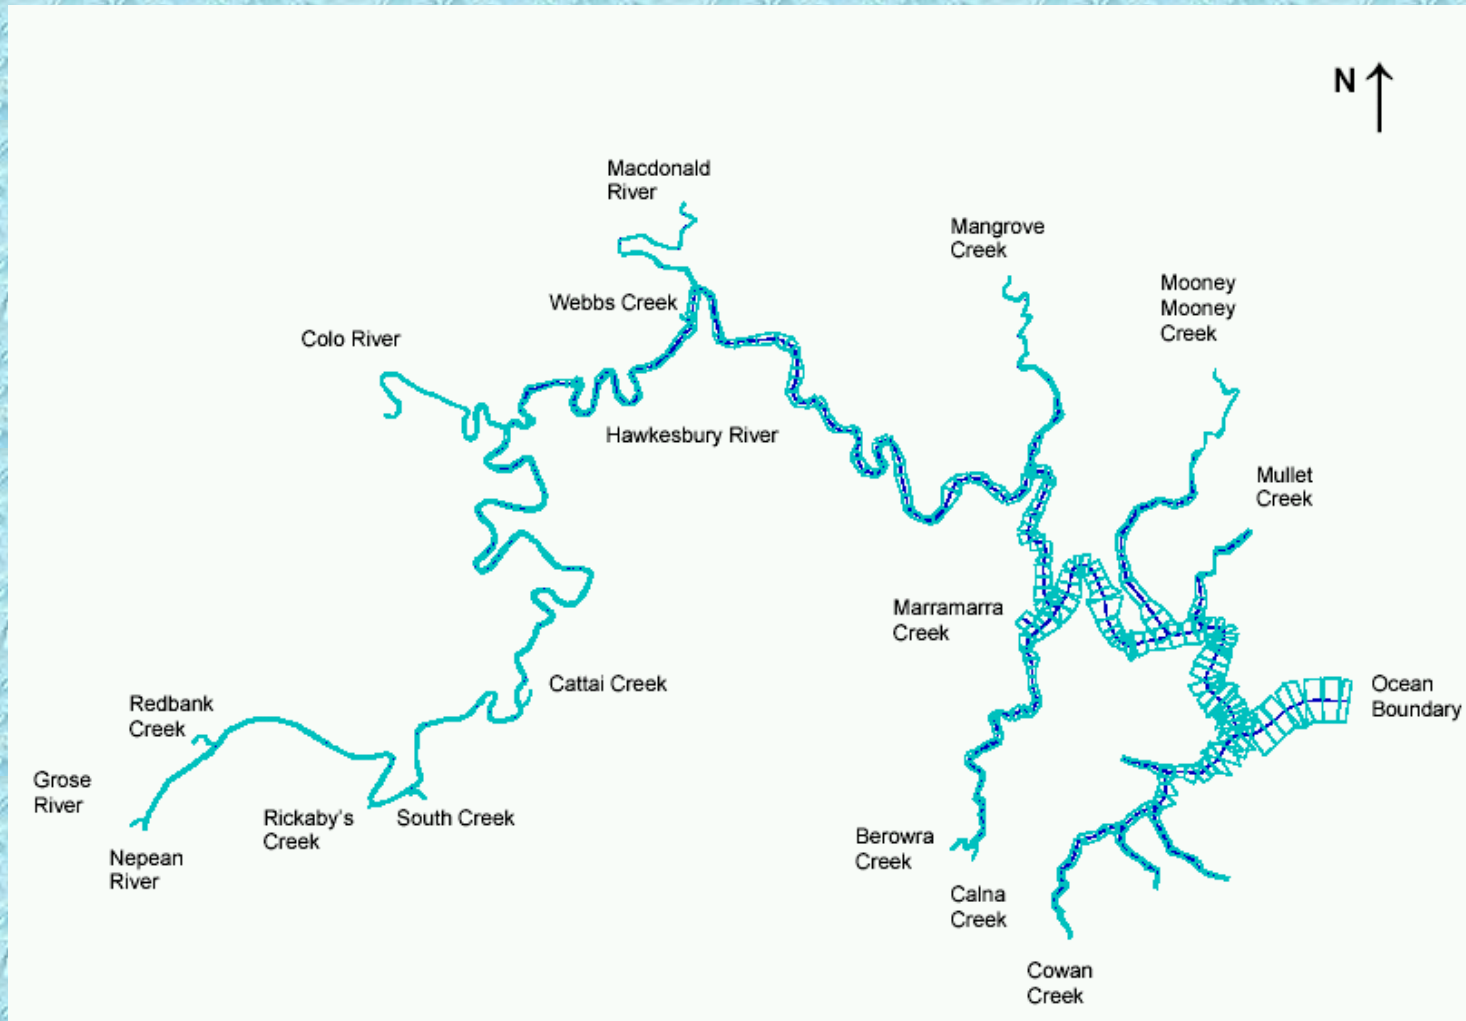 N
Macdonald
River
Mangrove
Creek
Mooney
Mooney
Creek
Webbs Creek
Colo River
Hawkesbury River
Mullet
Creek
Marramarra
Creek
Cattai Creek
Ocean
Boundary
Redbank
Creek
Grose
River
Rickaby's
Creek
South Creek
Nepean
River
Berowra
Creek
Calna
Creek
Cowan
Creek